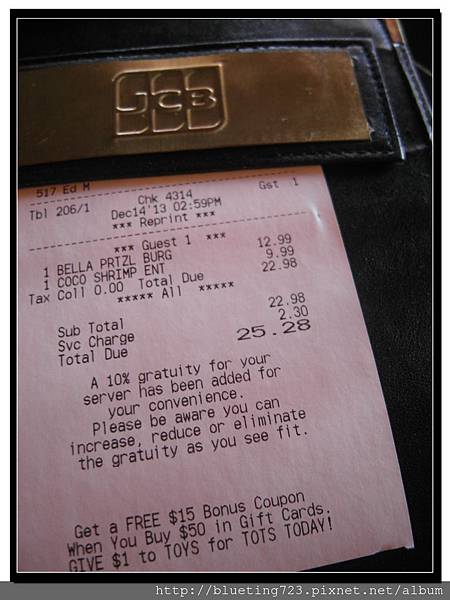 JCB
517 Ed M
Tbl 206/1 Chk 4314 Gst 1
Dec14'13 02:59PM
*** Reprint ***
*** Guest 1 ***
1 BELLA PRTZL BURG 12.99
1 COCO SHRIMP ENT 9.99
Tax Coll 0.00 Total Due 22.98
***** All *****
Sub Total 22.98
Svc Charge 2.30
Total Due 25.28
A 10% gratuity for your
server has been added for
your convenience.
Please be aware you can
increase, reduce or eliminate
the gratuity as you see fit.
Get a FREE $15 Bonus Coupon
When You Buy $50 in Gift Cards.
GIVE $1 to TOYS for TOTS TODAY!
http://blueting723.pixnet.net/album